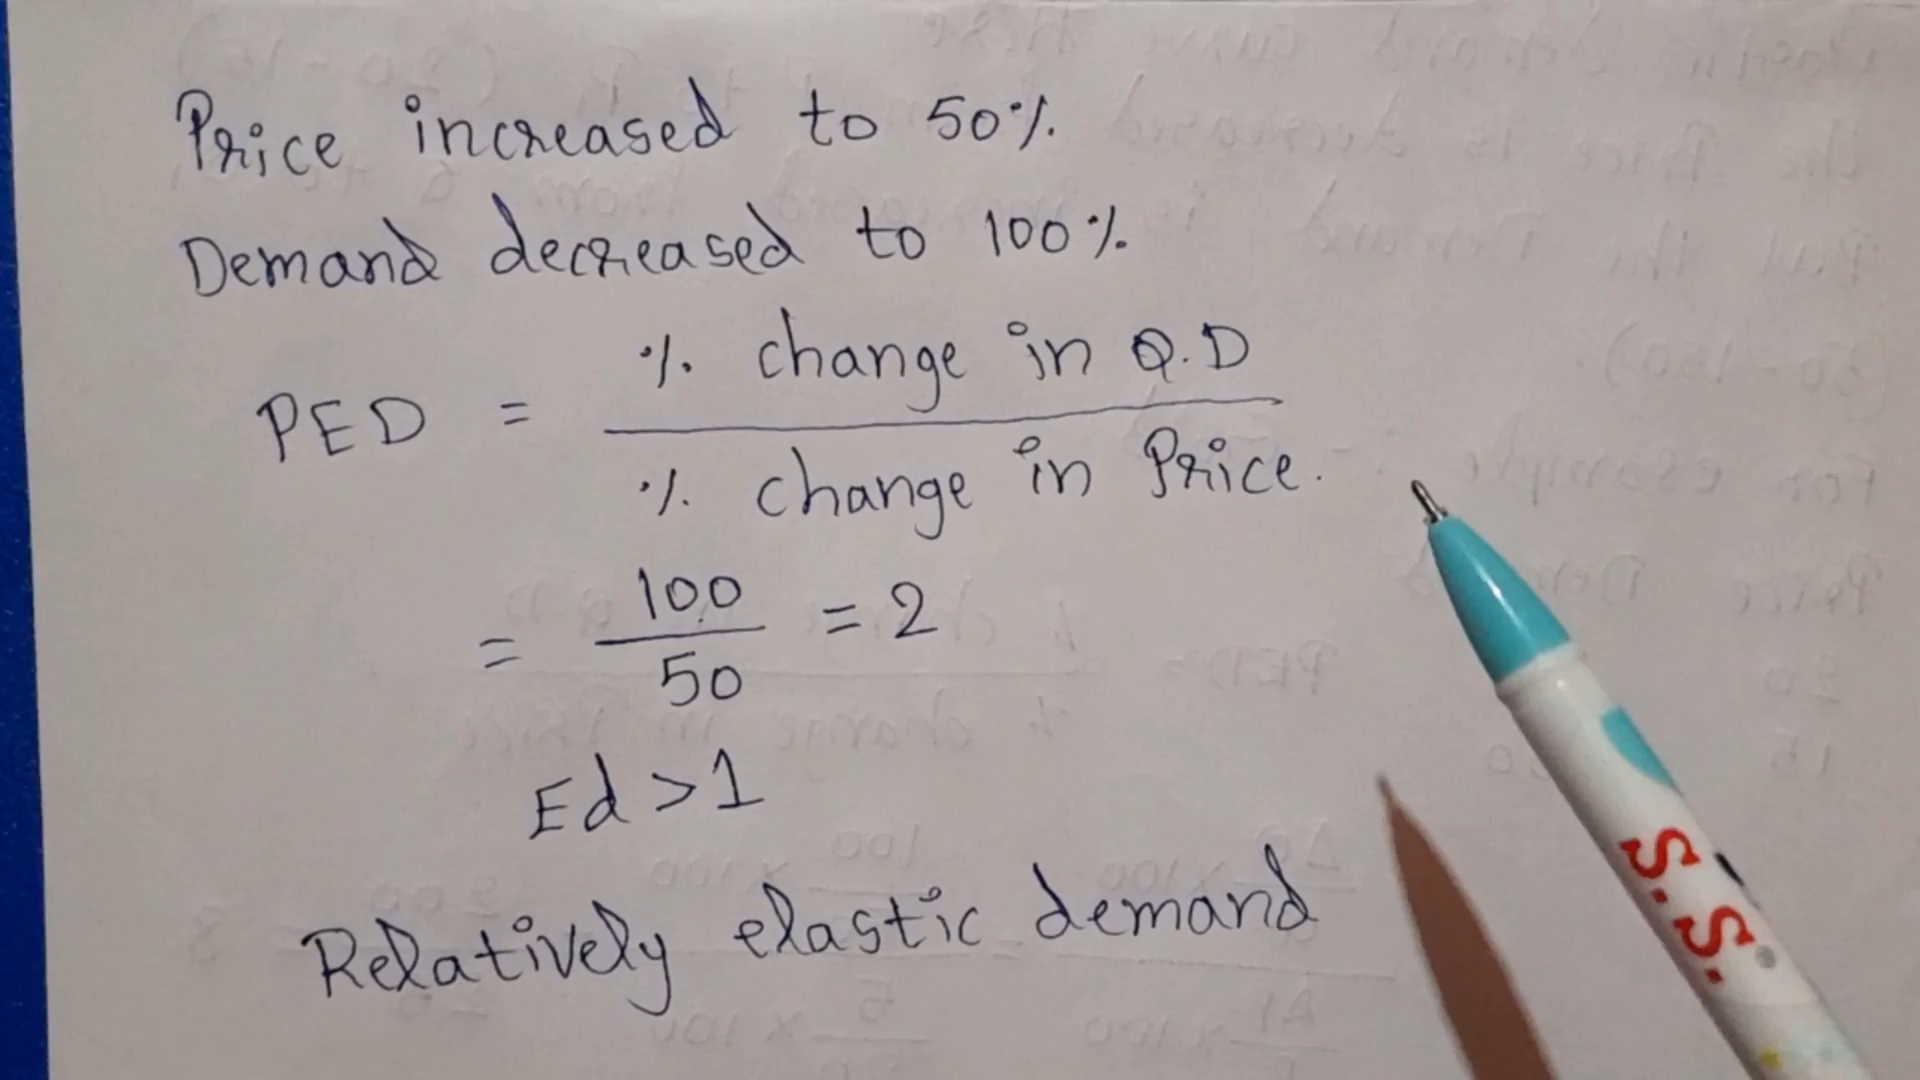 Price increased to 50%
Demand decreased to 100%
PED = % change in Q.D / % change in Price.
= 100 / 50 = 2
Ed > 1
Relatively elastic demand
S.S.